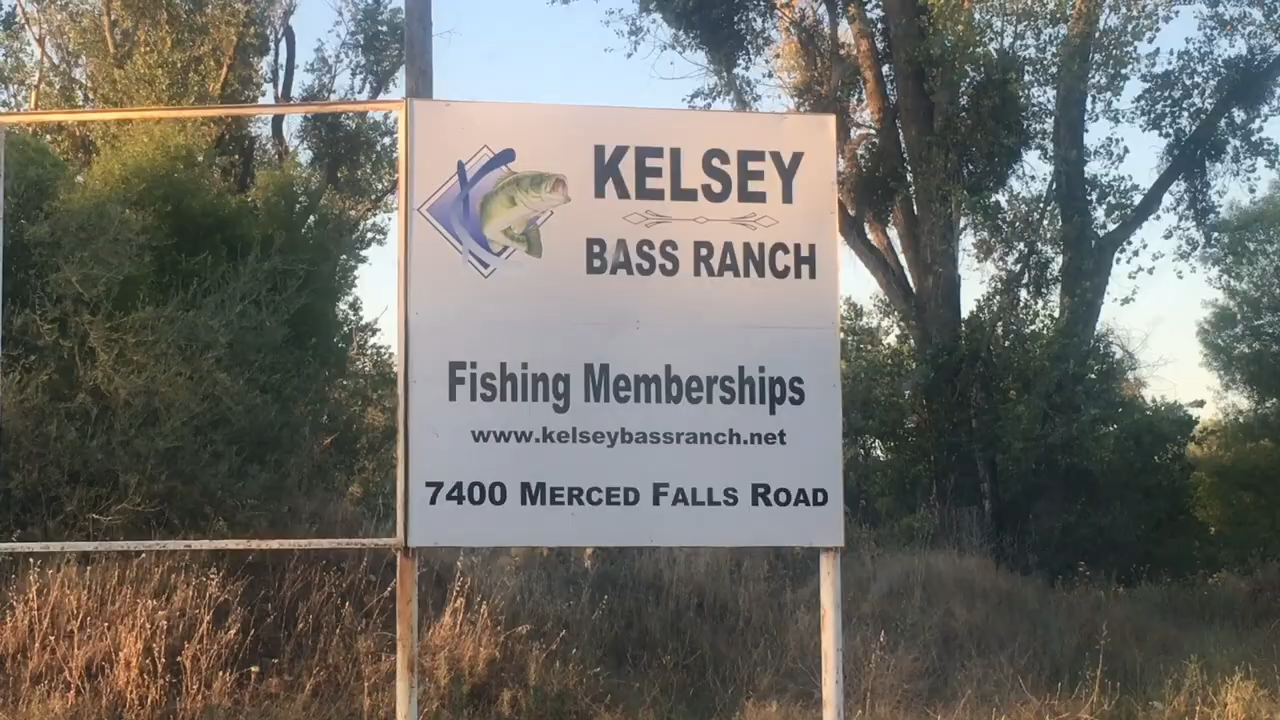 KELSEY
BASS RANCH
Fishing Memberships
www.kelseybassranch.net
7400 MERCED FALLS ROAD